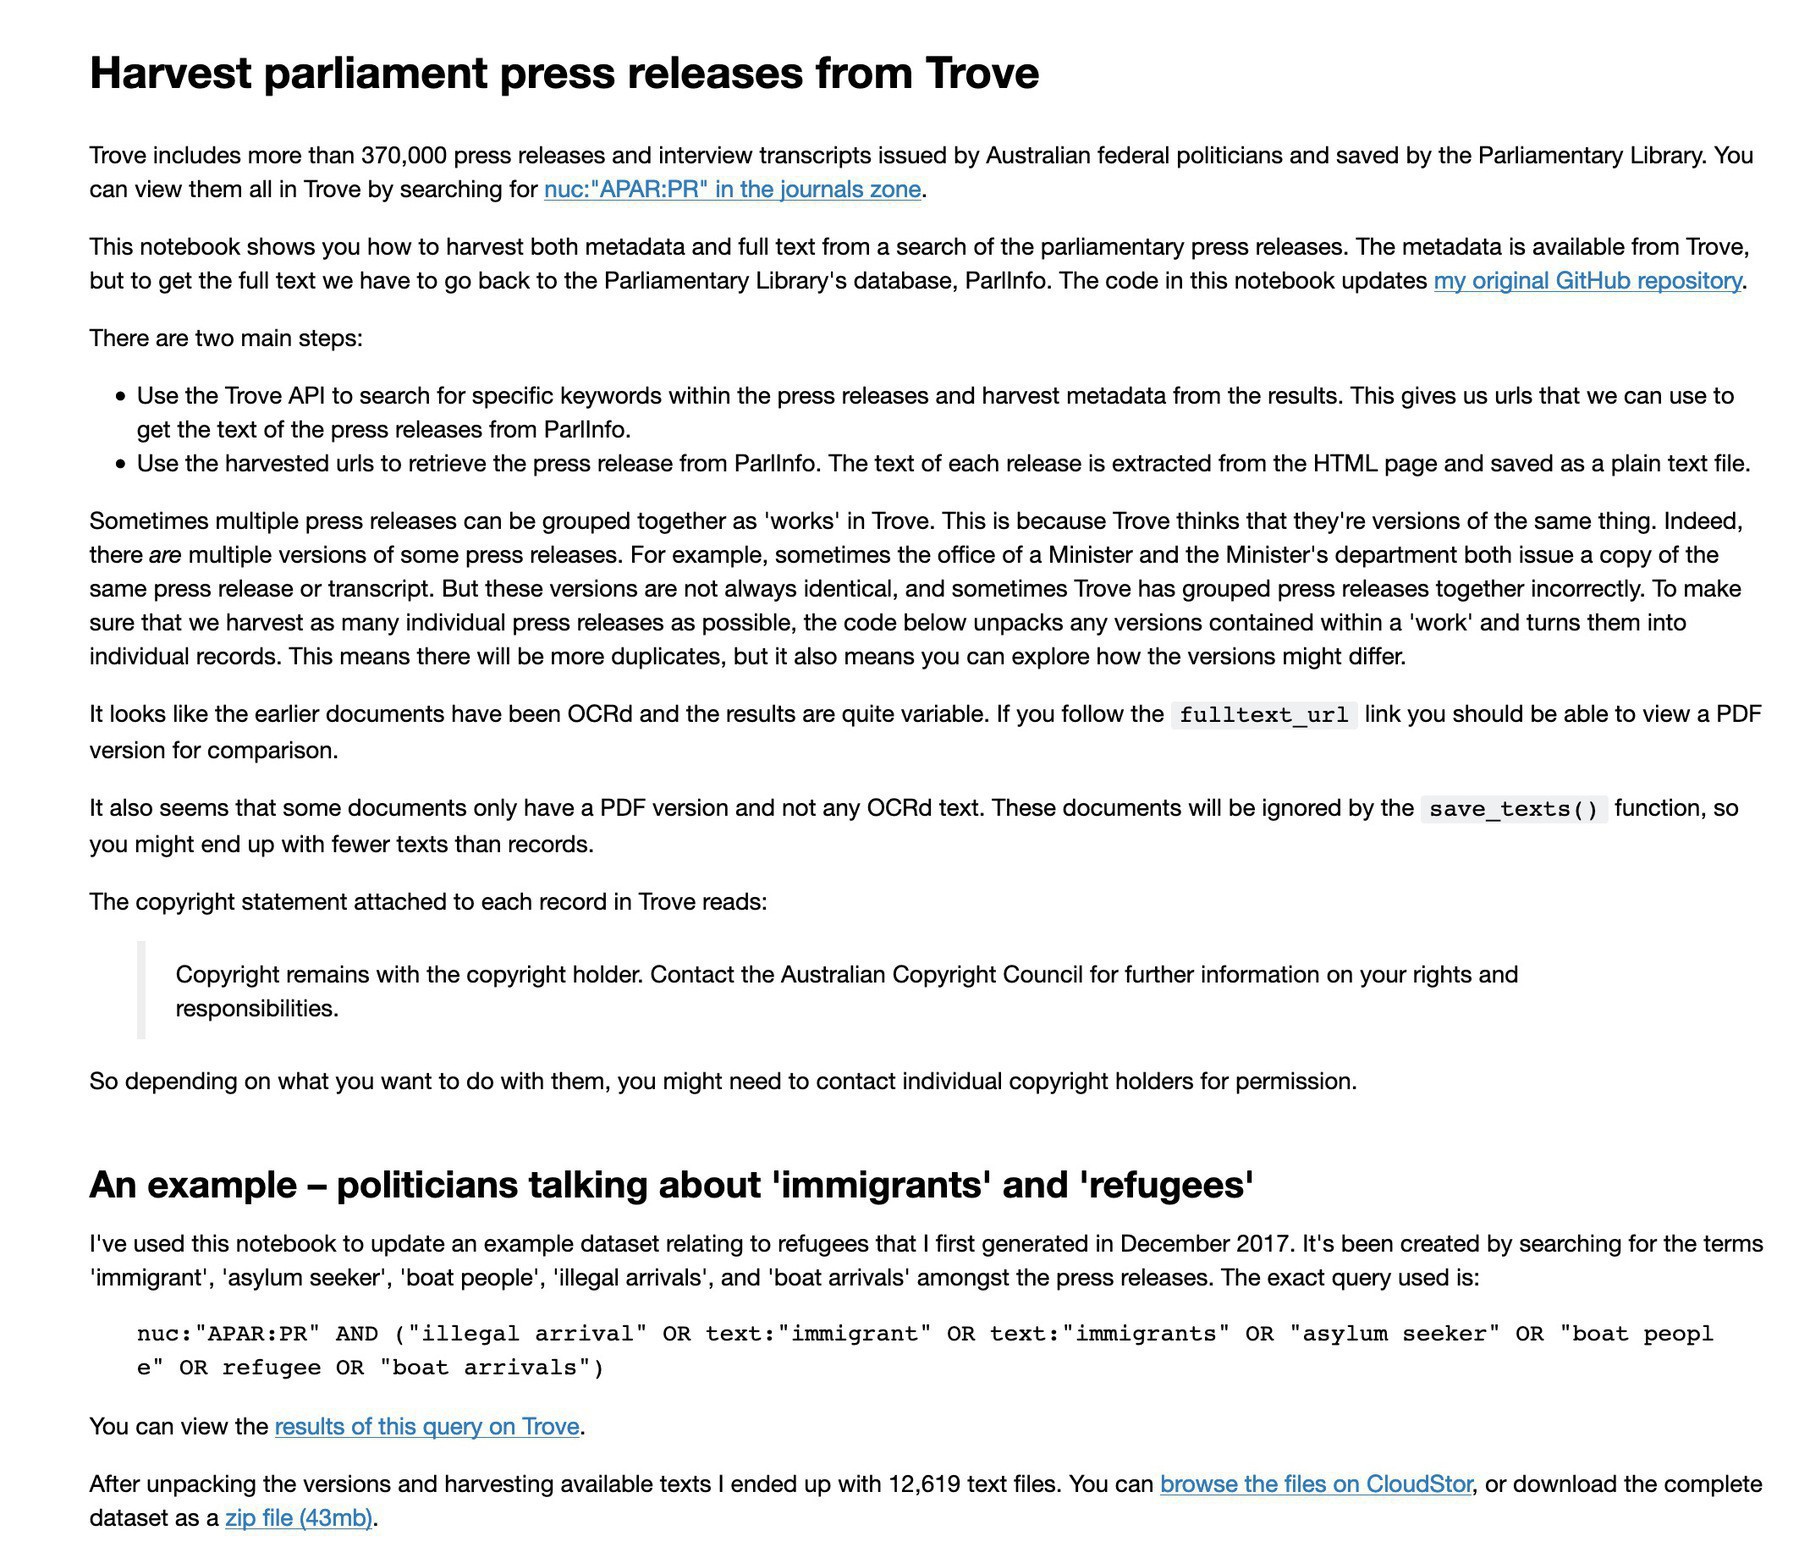 Harvest parliament press releases from Trove
Trove includes more than 370,000 press releases and interview transcripts issued by Australian federal politicians and saved by the Parliamentary Library. You
can view them all in Trove by searching for nuc:"APAR:PR" in the journals zone.
This notebook shows you how to harvest both metadata and full text from a search of the parliamentary press releases. The metadata is available from Trove,
but to get the full text we have to go back to the Parliamentary Library's database, ParlInfo. The code in this notebook updates my original GitHub repository.
There are two main steps:
• Use the Trove API to search for specific keywords within the press releases and harvest metadata from the results. This gives us urls that we can use to
get the text of the press releases from ParlInfo.
• Use the harvested urls to retrieve the press release from ParlInfo. The text of each release is extracted from the HTML page and saved as a plain text file.
Sometimes multiple press releases can be grouped together as 'works' in Trove. This is because Trove thinks that they're versions of the same thing. Indeed,
there are multiple versions of some press releases. For example, sometimes the office of a Minister and the Minister's department both issue a copy of the
same press release or transcript. But these versions are not always identical, and sometimes Trove has grouped press releases together incorrectly. To make
sure that we harvest as many individual press releases as possible, the code below unpacks any versions contained within a 'work' and turns them into
individual records. This means there will be more duplicates, but it also means you can explore how the versions might differ.
It looks like the earlier documents have been OCRd and the results are quite variable. If you follow the fulltext_url link you should be able to view a PDF
version for comparison.
It also seems that some documents only have a PDF version and not any OCRd text. These documents will be ignored by the save_texts() function, so
you might end up with fewer texts than records.
The copyright statement attached to each record in Trove reads:
Copyright remains with the copyright holder. Contact the Australian Copyright Council for further information on your rights and
responsibilities.
So depending on what you want to do with them, you might need to contact individual copyright holders for permission.
An example – politicians talking about 'immigrants' and 'refugees'
I've used this notebook to update an example dataset relating to refugees that I first generated in December 2017. It's been created by searching for the terms
'immigrant', 'asylum seeker', 'boat people', 'illegal arrivals', and 'boat arrivals' amongst the press releases. The exact query used is:
nuc:"APAR:PR" AND ("illegal arrival" OR text:"immigrant" OR text:"immigrants" OR "asylum seeker" OR "boat peopl
e" OR refugee OR "boat arrivals")
You can view the results of this query on Trove.
After unpacking the versions and harvesting available texts I ended up with 12,619 text files. You can browse the files on CloudStor, or download the complete
dataset as a zip file (43mb).